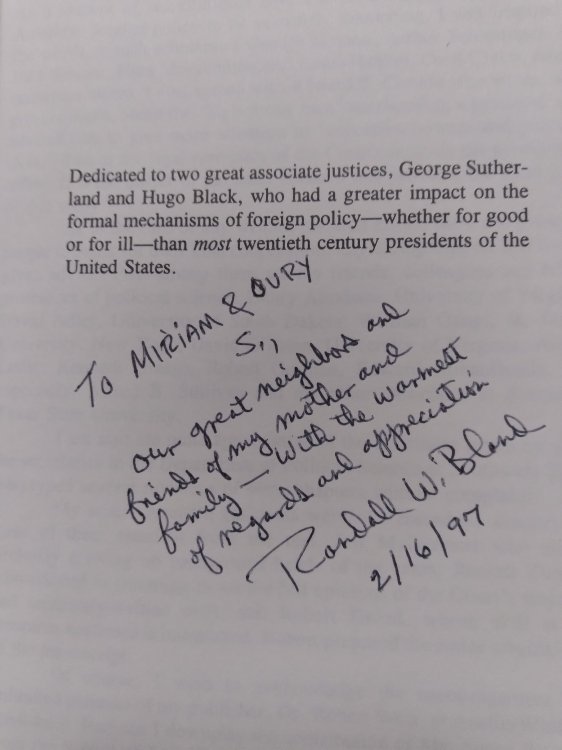 Dedicated to two great associate justices, George Suther-
land and Hugo Black, who had a greater impact on the
formal mechanisms of foreign policy—whether for good
or for ill—than most twentieth century presidents of the
United States.
To MIRIAM & OURY
S.,
our great neighbors and
friends of my mother and
family — With the warmest
of regards and appreciation
Randall W. Bland
2/16/97